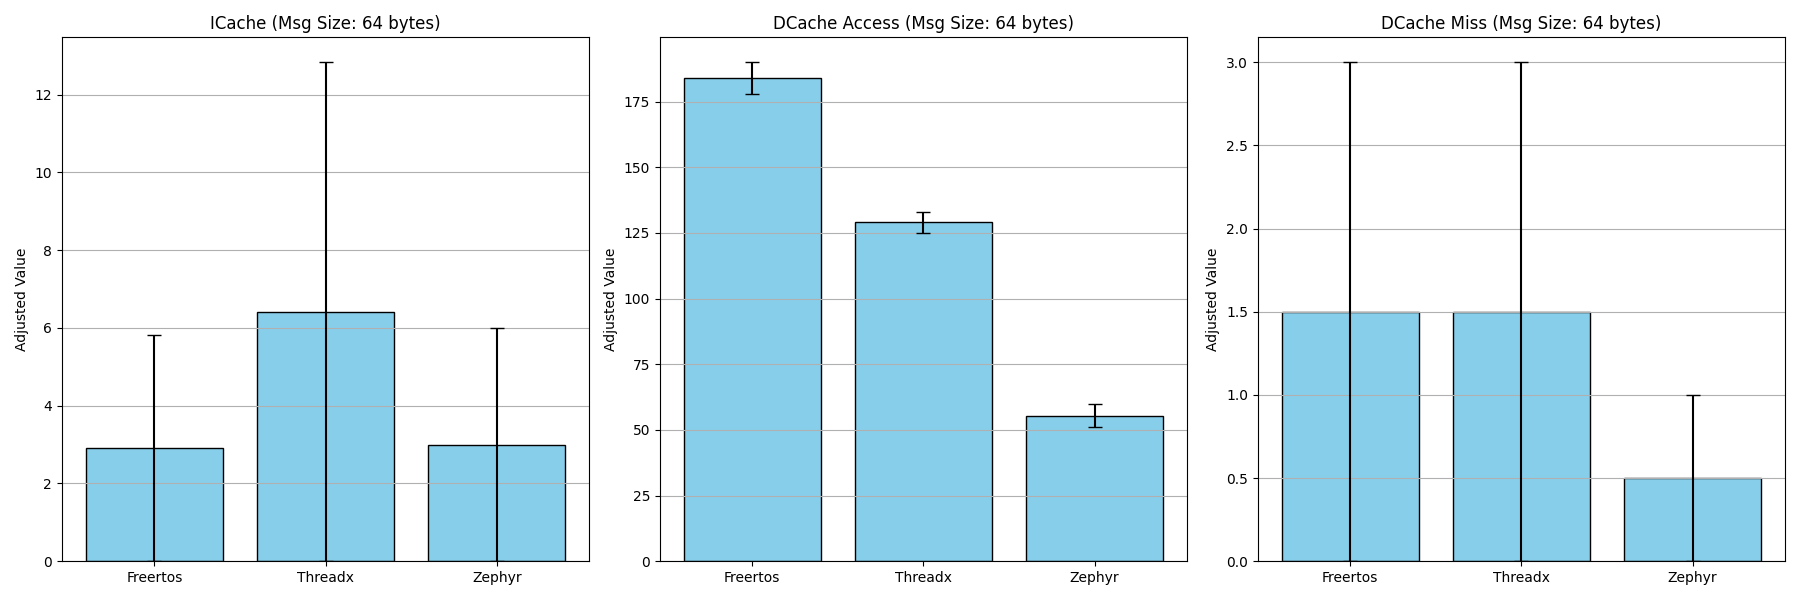 ICache (Msg Size: 64 bytes)
Adjusted Value
12
10
8
6
4
2
0
Freertos
Threadx
Zephyr
DCache Access (Msg Size: 64 bytes)
Adjusted Value
175
150
125
100
75
50
25
0
Freertos
Threadx
Zephyr
DCache Miss (Msg Size: 64 bytes)
Adjusted Value
3.0
2.5
2.0
1.5
1.0
0.5
0.0
Freertos
Threadx
Zephyr